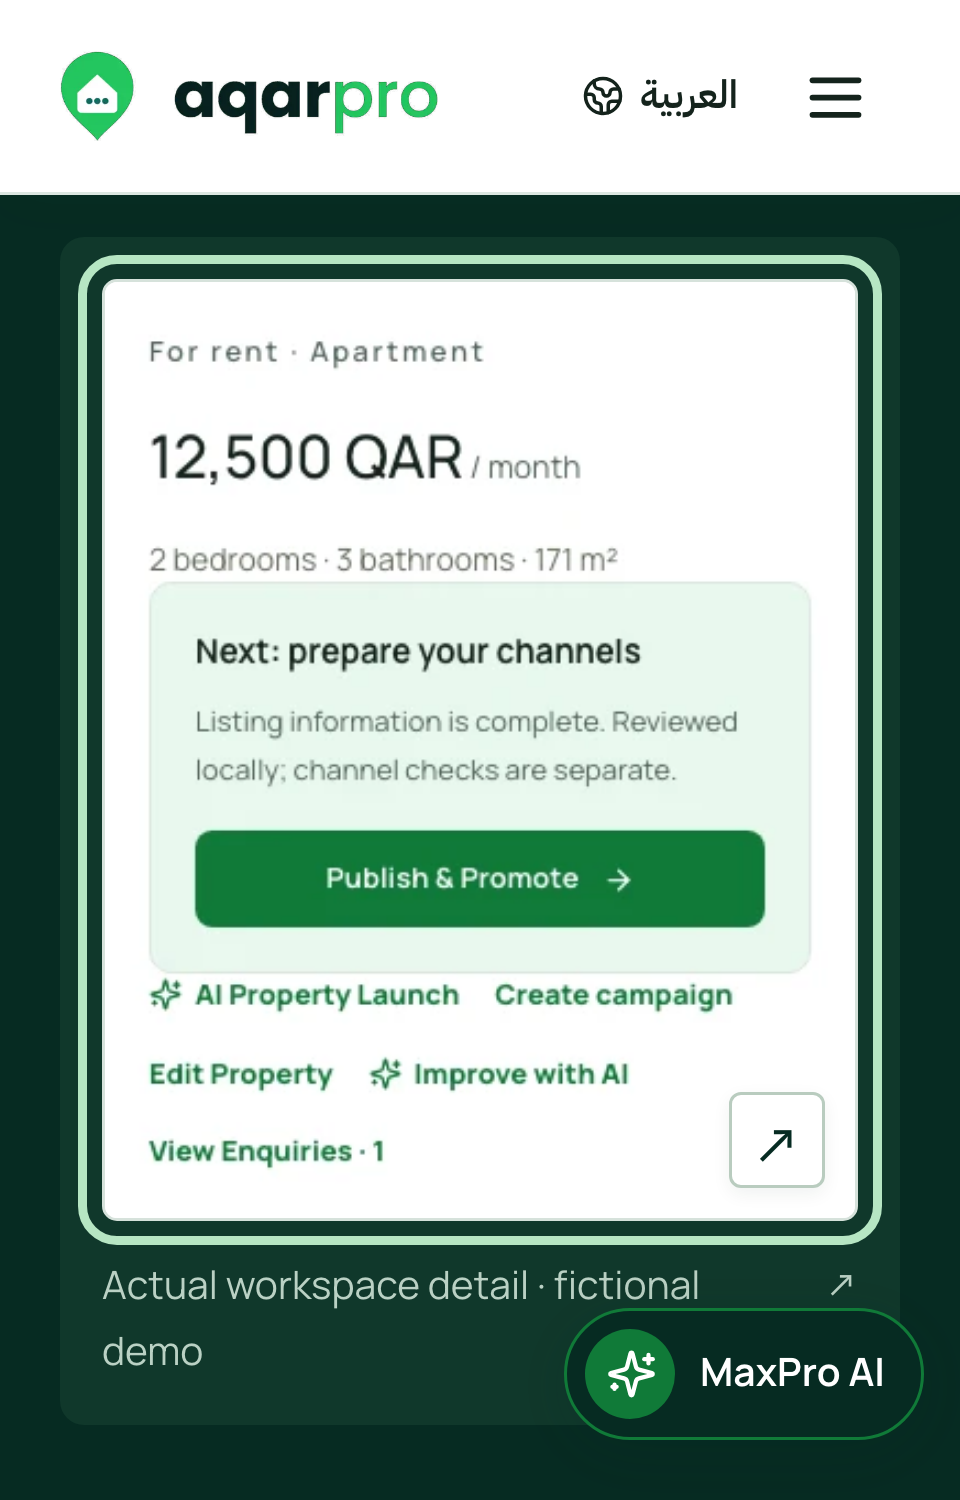 aqarpro
العربية
For rent · Apartment
12,500 QAR / month
2 bedrooms · 3 bathrooms · 171 m²
Next: prepare your channels
Listing information is complete. Reviewed
locally; channel checks are separate.
Publish & Promote →
AI Property Launch Create campaign
Edit Property Improve with AI
View Enquiries · 1
↗
Actual workspace detail · fictional ↗
demo
MaxPro AI